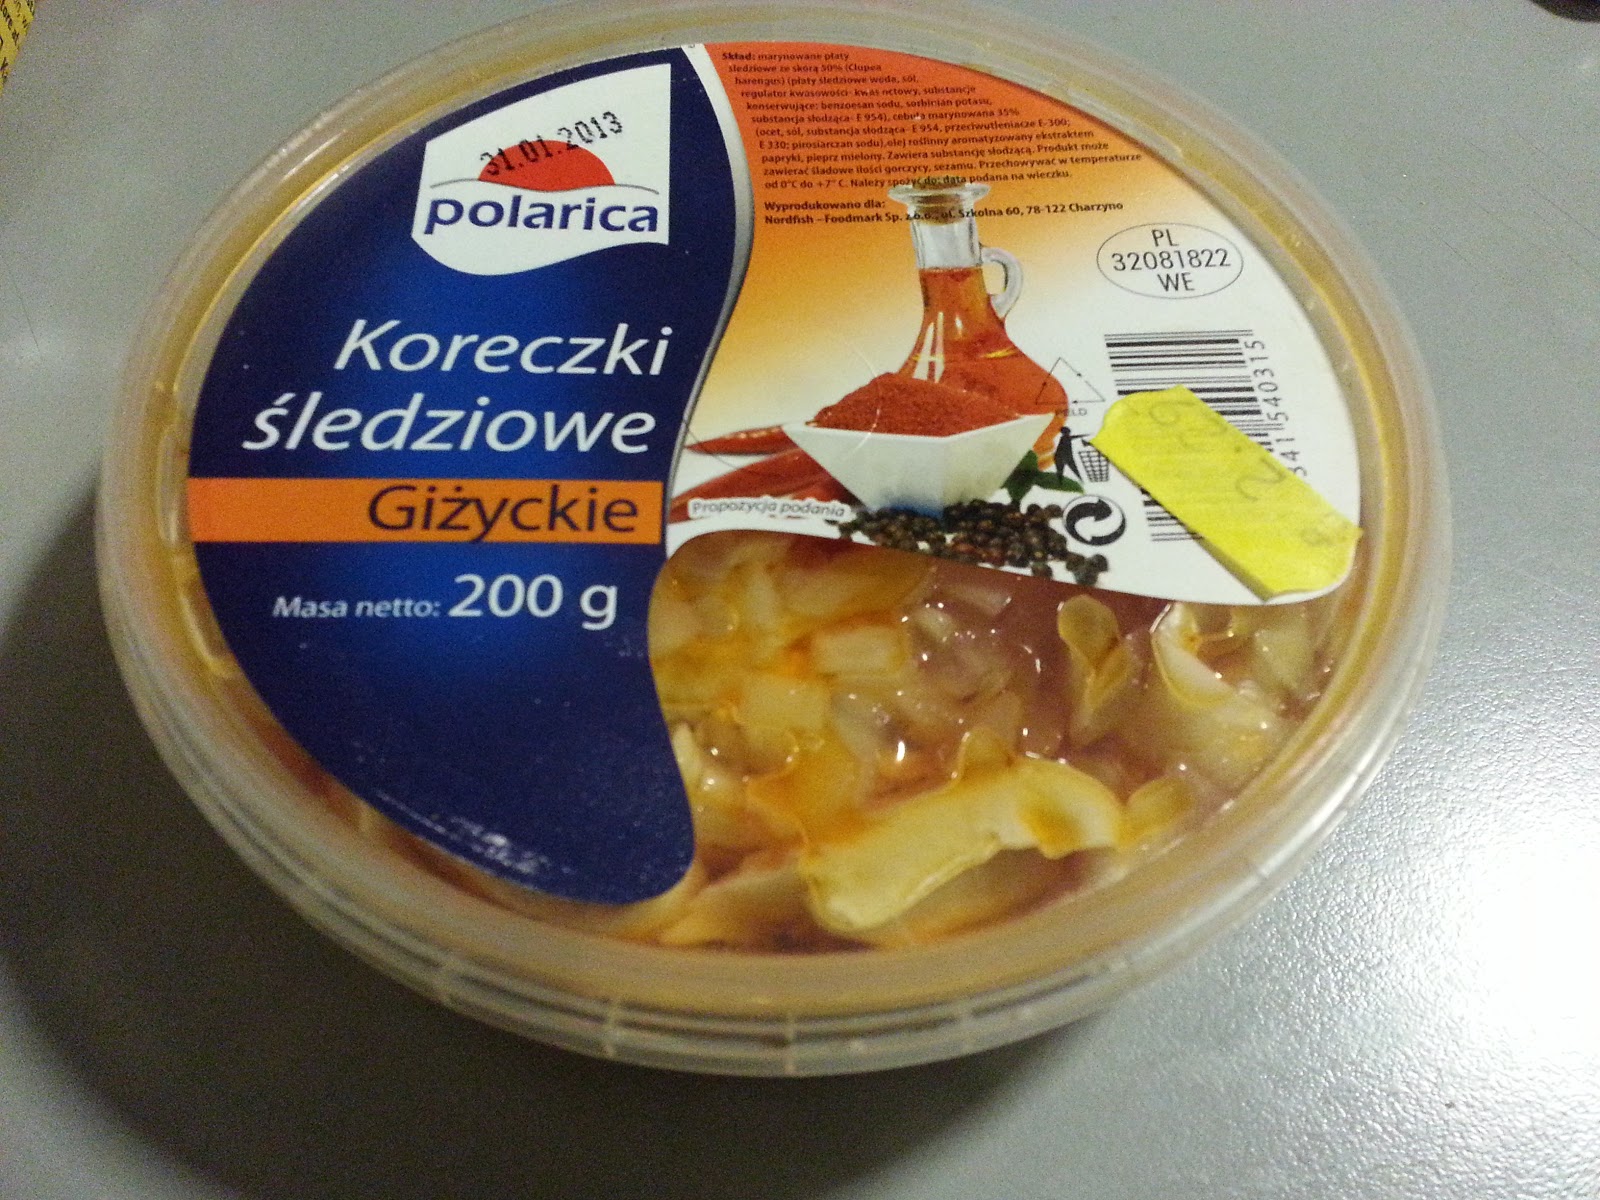 31.01.2013
polarica
Koreczki
śledziowe
Giżyckie
Masa netto: 200 g
Skład: marynowane płaty
śledziowe ze skórą 50% (Clupea
harengus) (płaty śledziowe woda, sól,
regulator kwasowości- kwas octowy, substancje
konserwujące: benzoesan sodu, sorbinian potasu,
substancja słodząca- E 954), cebula marynowana 35%
(ocet, sól, substancja słodząca- E 954, przeciwutleniacze E-300;
E 330; pirosiarczan sodu),olej roślinny aromatyzowany ekstraktem
papryki, pieprz mielony. Zawiera substancję słodzącą. Produkt może
zawierać śladowe ilości gorczycy, sezamu. Przechowywać w temperaturze
od 0°C do +7° C. Należy spożyć do: data podana na wieczku.
Wyprodukowano dla:
Nordfish – Foodmark Sp. z o.o., ul. Szkolna 60, 78-122 Charzyno
PL
32081822
WE
540315
Propozycja podania